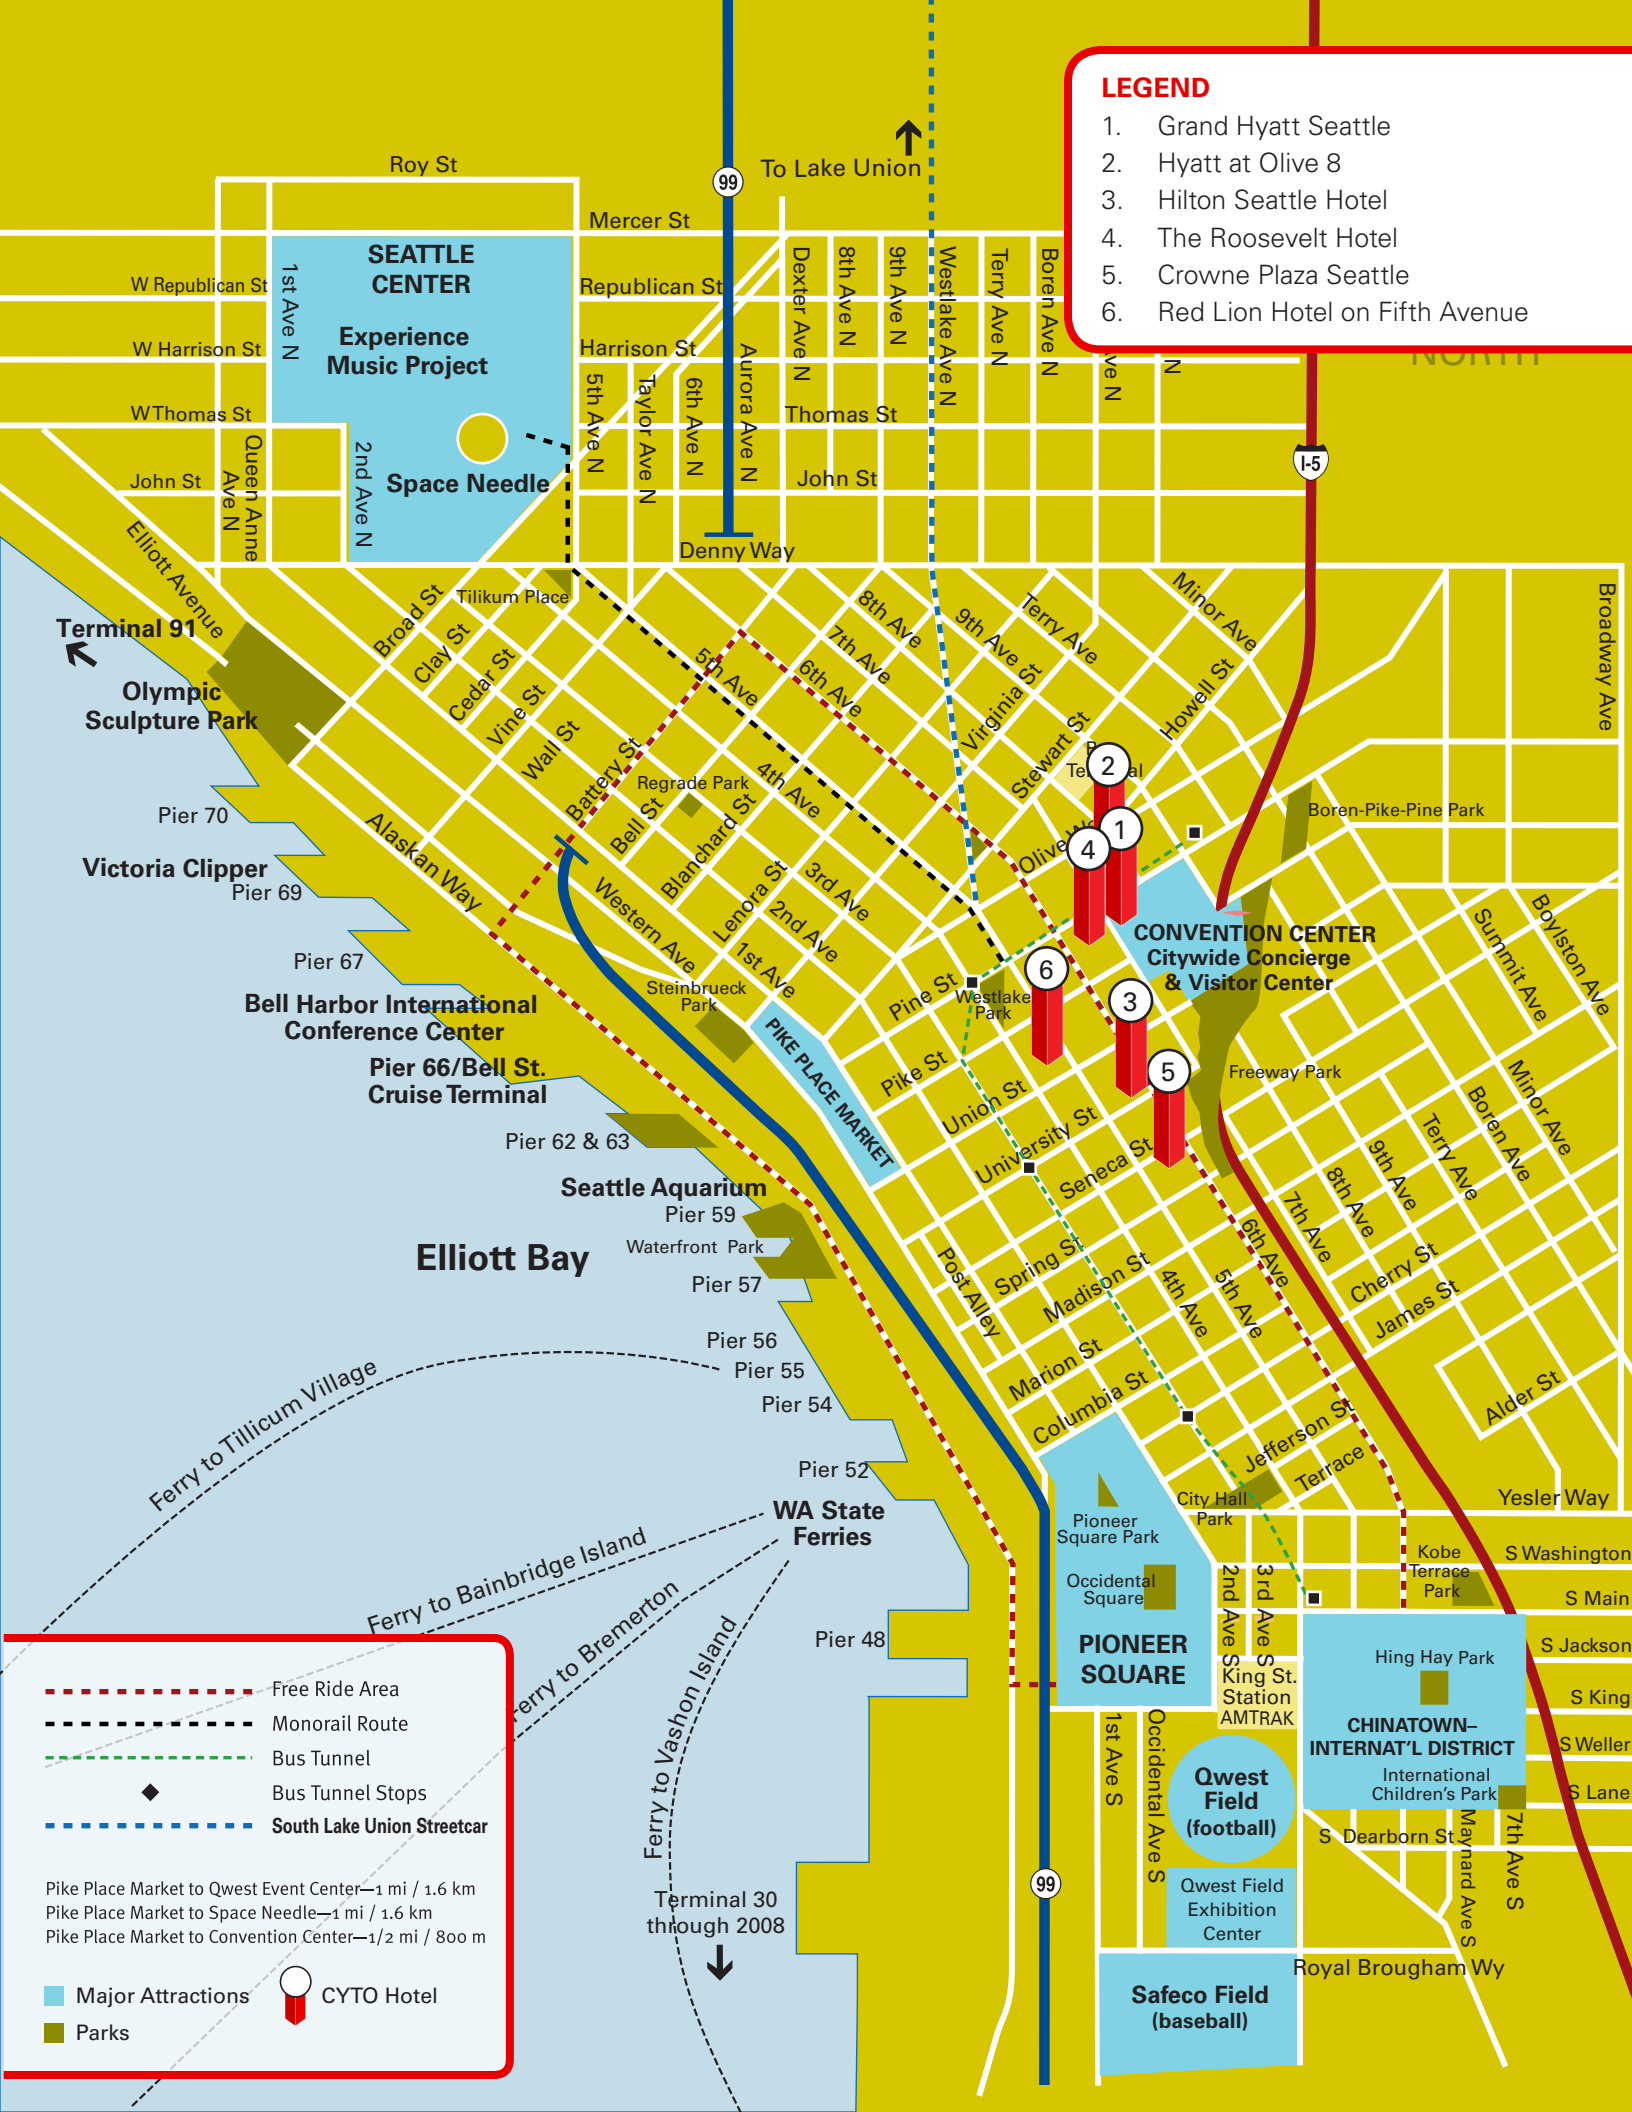 LEGEND
1. Grand Hyatt Seattle
2. Hyatt at Olive 8
3. Hilton Seattle Hotel
4. The Roosevelt Hotel
5. Crowne Plaza Seattle
6. Red Lion Hotel on Fifth Avenue
NORTH
To Lake Union
99
Roy St
Mercer St
SEATTLE
CENTER
Experience
Music Project
Space Needle
W Republican St
W Harrison St
W Thomas St
John St
1st Ave N
Queen Anne
Ave N
2nd Ave N
Republican St
Harrison St
Thomas St
John St
5th Ave N
Taylor Ave N
6th Ave N
Aurora Ave N
Dexter Ave N
8th Ave N
9th Ave N
Westlake Ave N
Terry Ave N
Boren Ave N
ve N
N
I-5
Denny Way
Elliott Avenue
Broad St
Clay St
Cedar St
Vine St
Wall St
Battery St
Bell St
Blanchard St
Lenora St
Tilikum Place
Regrade Park
5th Ave
6th Ave
7th Ave
8th Ave
9th Ave
Terry Ave
Minor Ave
Virginia St
Stewart St
Howell St
Olive W
Broadway Ave
Terminal 91
Olympic
Sculpture Park
Pier 70
Victoria Clipper
Pier 69
Pier 67
Bell Harbor International
Conference Center
Pier 66/Bell St.
Cruise Terminal
Pier 62 & 63
Seattle Aquarium
Pier 59
Waterfront Park
Pier 57
Elliott Bay
Pier 56
Pier 55
Pier 54
Pier 52
WA State
Ferries
Pier 48
Alaskan Way
Western Ave
1st Ave
2nd Ave
3rd Ave
4th Ave
Steinbrueck
Park
PIKE PLACE MARKET
2
1
4
6
3
5
Boren-Pike-Pine Park
CONVENTION CENTER
Citywide Concierge
& Visitor Center
Westlake
Park
Freeway Park
Pine St
Pike St
Union St
University St
Seneca St
Spring St
Madison St
Marion St
Columbia St
Post Alley
4th Ave
5th Ave
6th Ave
7th Ave
8th Ave
9th Ave
Terry Ave
Boren Ave
Minor Ave
Summit Ave
Boylston Ave
Cherry St
James St
Alder St
Jefferson St
Terrace
City Hall
Park
Yesler Way
S Washington
S Main
S Jackson
S King
S Weller
S Lane
Kobe
Terrace
Park
Pioneer
Square Park
Occidental
Square
PIONEER
SQUARE
2nd Ave S
3rd Ave S
King St.
Station
AMTRAK
Hing Hay Park
CHINATOWN–
INTERNAT'L DISTRICT
International
Children's Park
S Dearborn St
Maynard Ave S
7th Ave S
1st Ave S
Occidental Ave S
Qwest
Field
(football)
Qwest Field
Exhibition
Center
Royal Brougham Wy
Safeco Field
(baseball)
99
Terminal 30
through 2008
Ferry to Tillicum Village
Ferry to Bainbridge Island
Ferry to Bremerton
Ferry to Vashon Island
Free Ride Area
Monorail Route
Bus Tunnel
Bus Tunnel Stops
South Lake Union Streetcar
Pike Place Market to Qwest Event Center—1 mi / 1.6 km
Pike Place Market to Space Needle—1 mi / 1.6 km
Pike Place Market to Convention Center—1/2 mi / 800 m
Major Attractions
CYTO Hotel
Parks